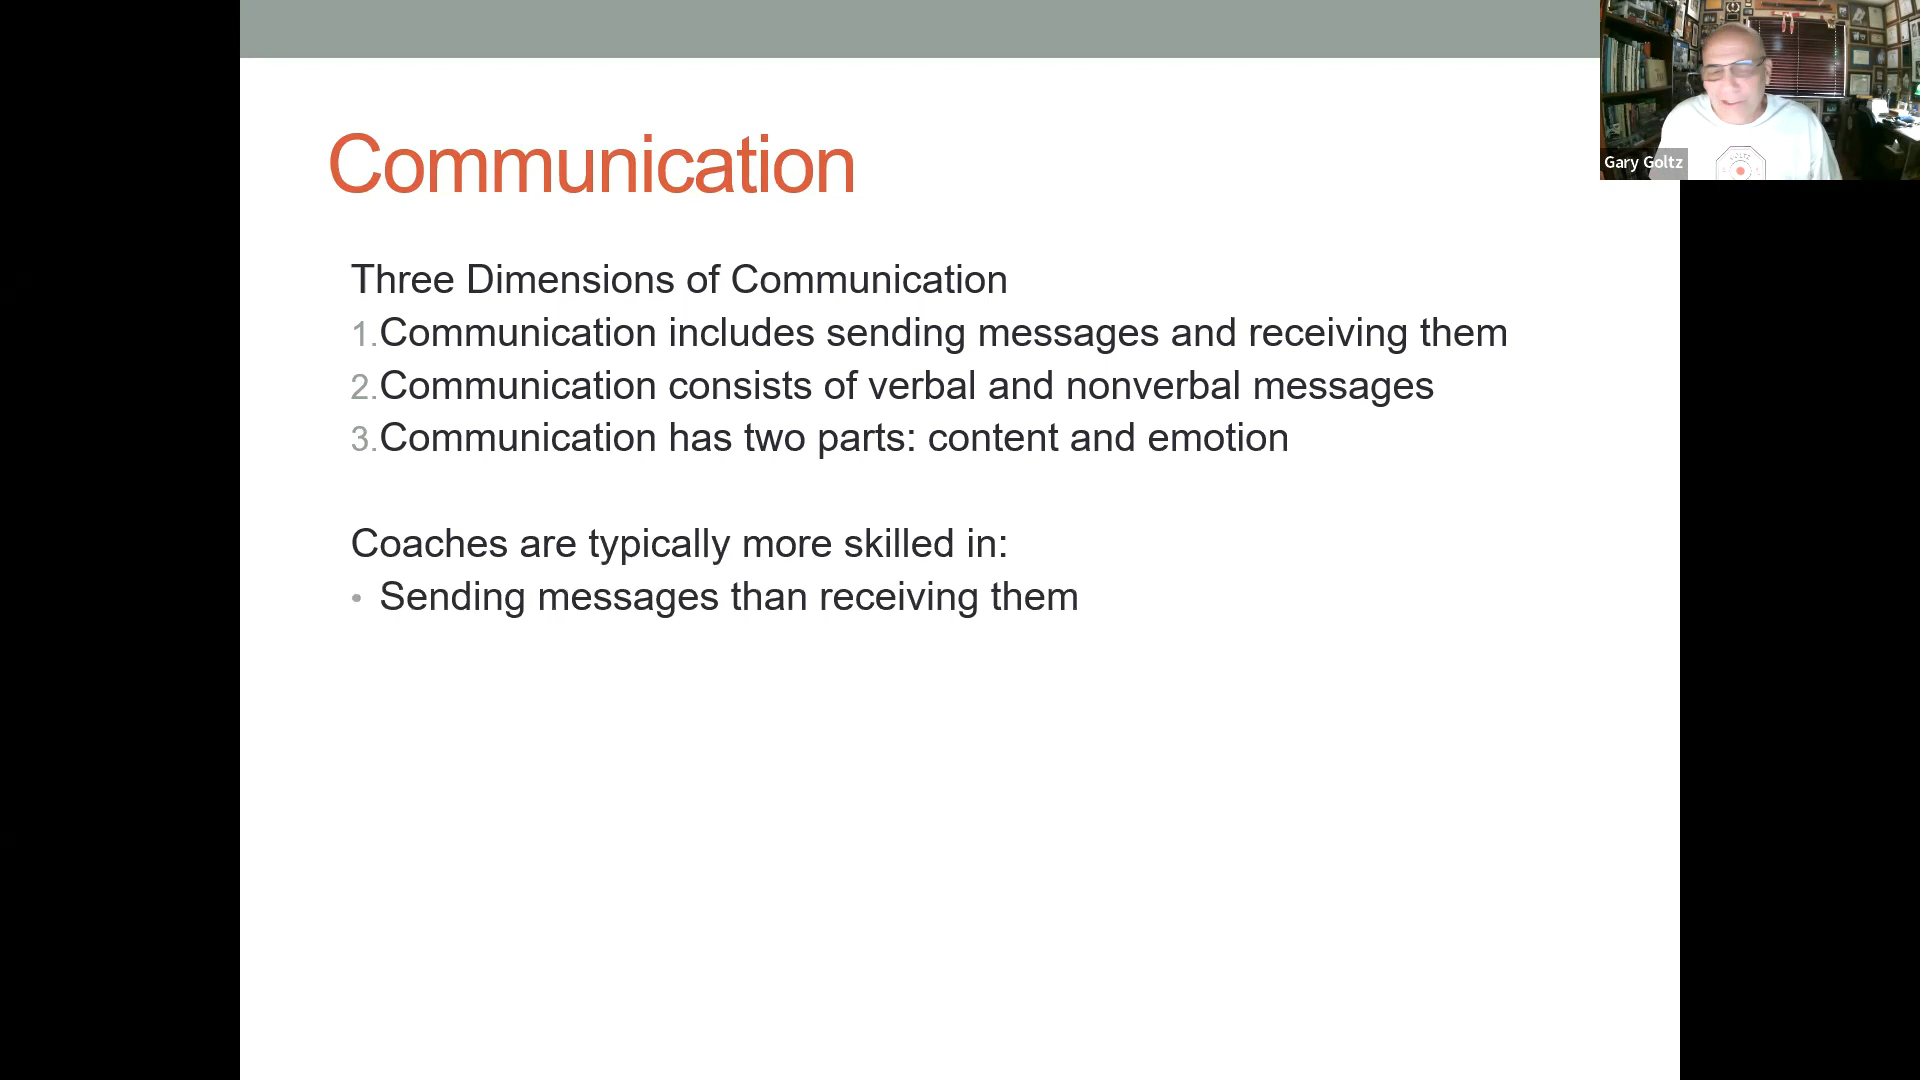 Communication
Gary Goltz
Three Dimensions of Communication
1.Communication includes sending messages and receiving them
2.Communication consists of verbal and nonverbal messages
3.Communication has two parts: content and emotion
Coaches are typically more skilled in:
• Sending messages than receiving them